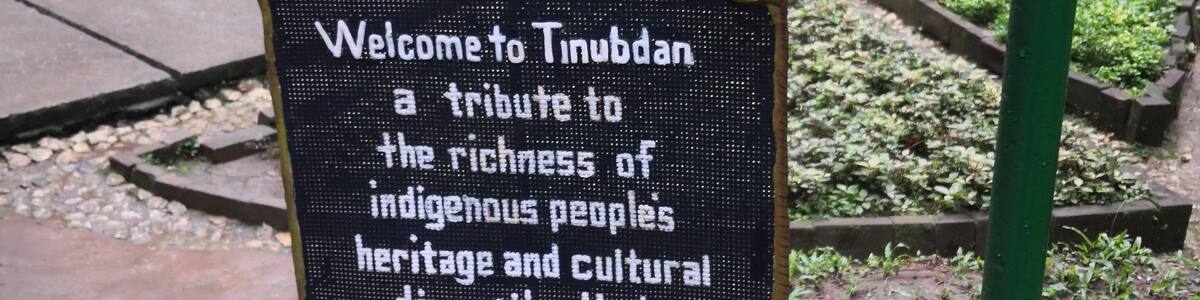 Welcome to Tinubdan
a tribute to
the richness of
indigenous people's
heritage and cultural